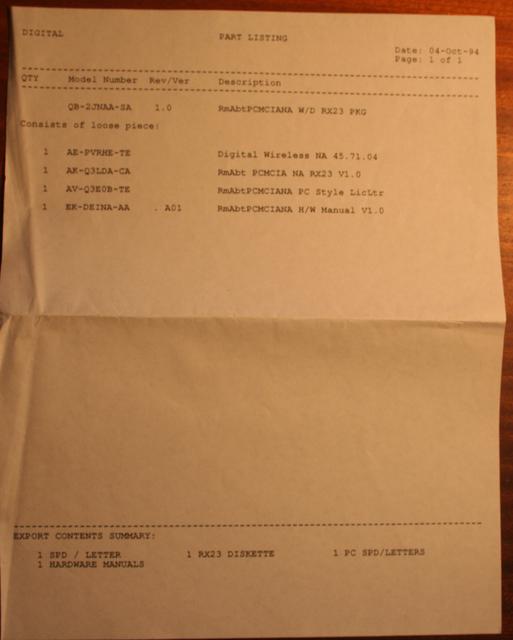 DIGITAL PART LISTING
Date: 04-Oct-94
Page: 1 of 1
QTY Model Number Rev/Ver Description
QB-2JNAA-SA 1.0 RmAbtPCMCIANA W/D RX23 PKG
Consists of loose piece:
1 AE-PVRHE-TE Digital Wireless NA 45.71.04
1 AK-Q3LDA-CA RmAbt PCMCIA NA RX23 V1.0
1 AV-Q3E0B-TE RmAbtPCMCIANA PC Style LicLtr
1 EK-DEINA-AA . A01 RmAbtPCMCIANA H/W Manual V1.0
EXPORT CONTENTS SUMMARY:
1 SPD / LETTER 1 RX23 DISKETTE 1 PC SPD/LETTERS
1 HARDWARE MANUALS